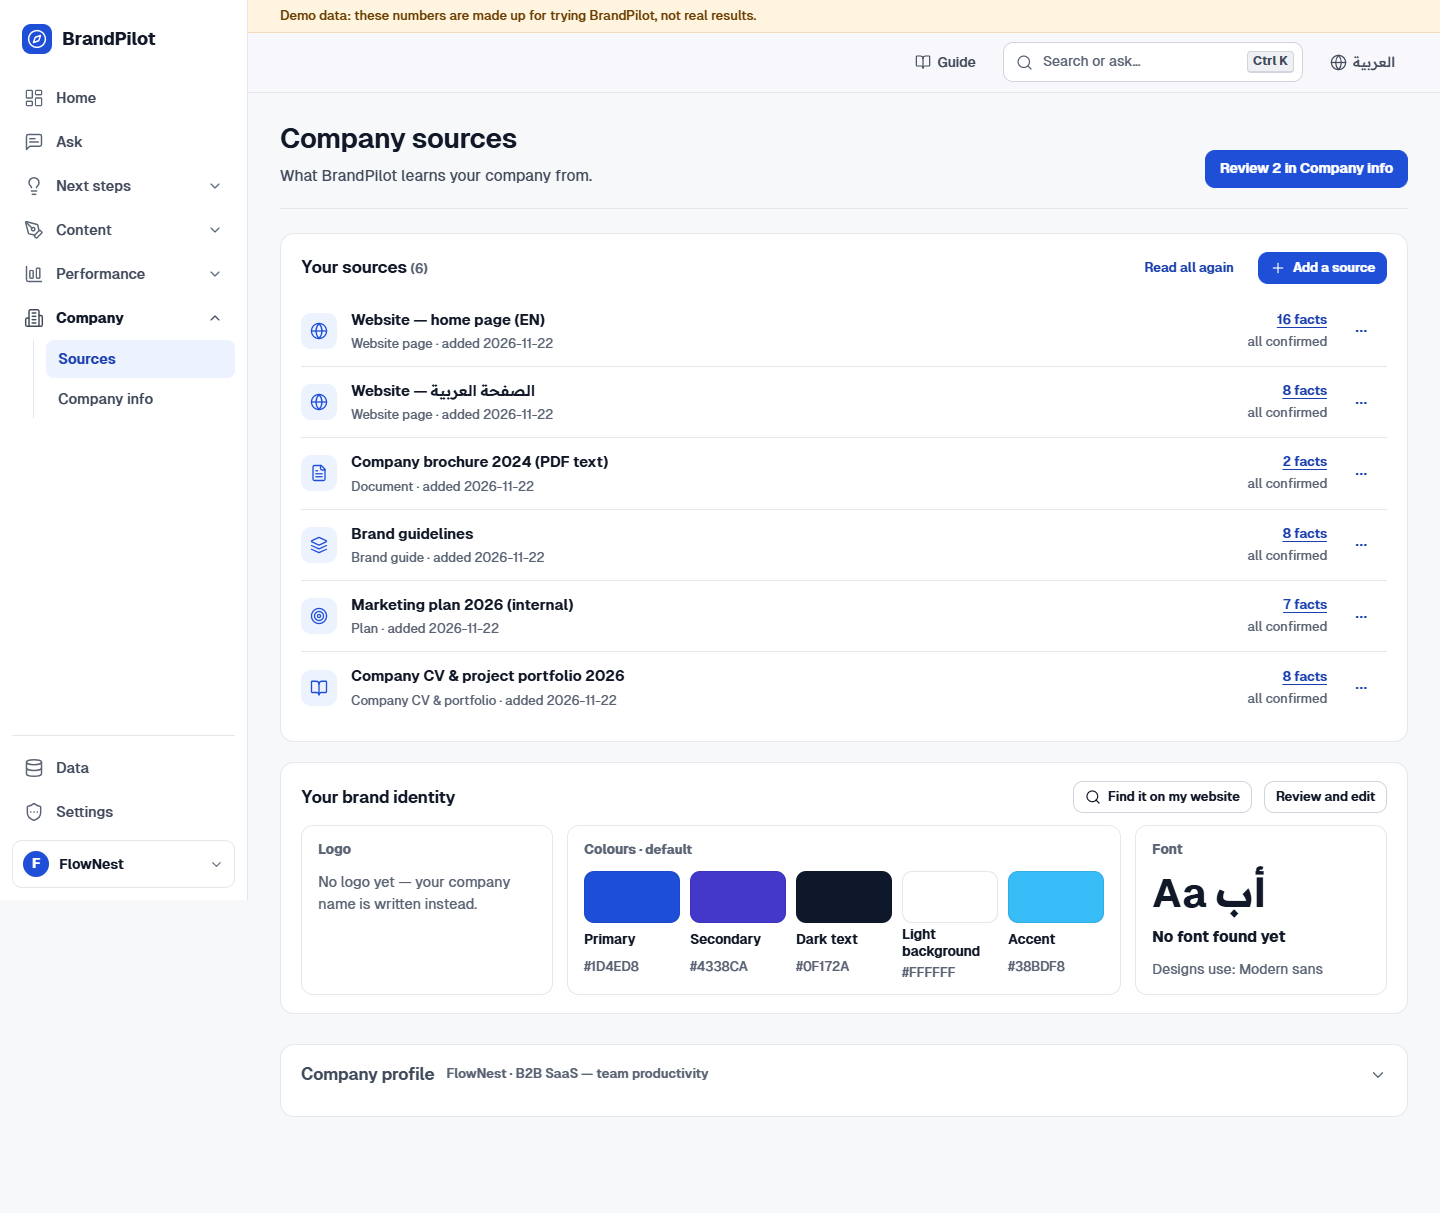 Demo data: these numbers are made up for trying BrandPilot, not real results.
BrandPilot
Guide
Search or ask...
Ctrl K
العربية
Home
Ask
Next steps
Content
Performance
Company
Sources
Company info
Data
Settings
F
FlowNest
Company sources
What BrandPilot learns your company from.
Review 2 in Company info
Your sources (6)
Read all again
Add a source
Website — home page (EN)
Website page · added 2026-11-22
16 facts
all confirmed
Website — الصفحة العربية
Website page · added 2026-11-22
8 facts
all confirmed
Company brochure 2024 (PDF text)
Document · added 2026-11-22
2 facts
all confirmed
Brand guidelines
Brand guide · added 2026-11-22
8 facts
all confirmed
Marketing plan 2026 (internal)
Plan · added 2026-11-22
7 facts
all confirmed
Company CV & project portfolio 2026
Company CV & portfolio · added 2026-11-22
8 facts
all confirmed
Your brand identity
Find it on my website
Review and edit
Logo
No logo yet — your company
name is written instead.
Colours · default
Primary
#1D4ED8
Secondary
#4338CA
Dark text
#0F172A
Light
background
#FFFFFF
Accent
#38BDF8
Font
Aa أب
No font found yet
Designs use: Modern sans
Company profile
FlowNest · B2B SaaS — team productivity